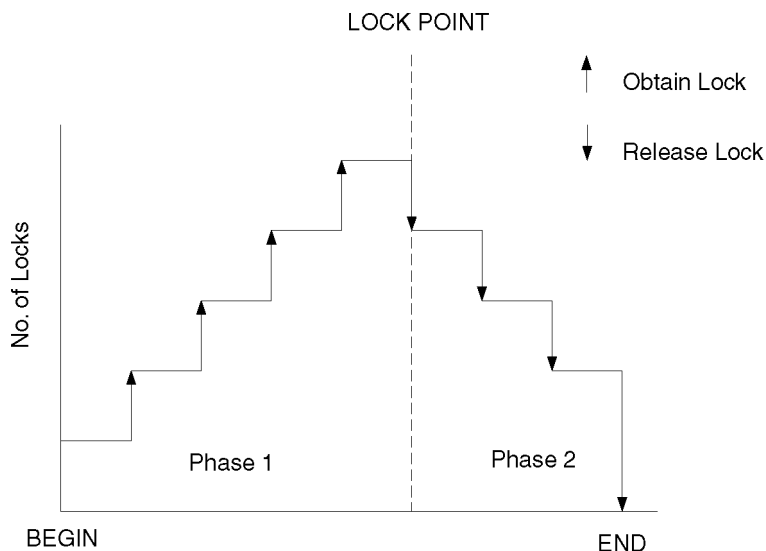 LOCK POINT
Obtain Lock
Release Lock
No. of Locks
Phase 1
Phase 2
BEGIN
END